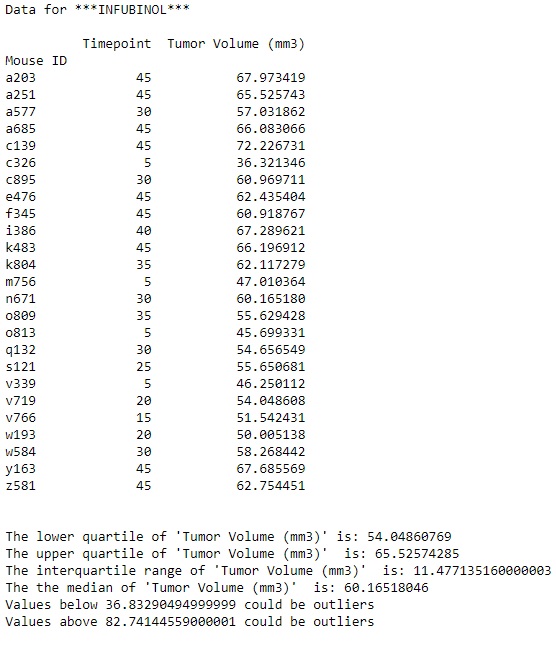 Data for ***INFUBINOL***
Timepoint Tumor Volume (mm3)
Mouse ID
a203 45 67.973419
a251 45 65.525743
a577 30 57.031862
a685 45 66.083066
c139 45 72.226731
c326 5 36.321346
c895 30 60.969711
e476 45 62.435404
f345 45 60.918767
i386 40 67.289621
k483 45 66.196912
k804 35 62.117279
m756 5 47.010364
n671 30 60.165180
o809 35 55.629428
o813 5 45.699331
q132 30 54.656549
s121 25 55.650681
v339 5 46.250112
v719 20 54.048608
v766 15 51.542431
w193 20 50.005138
w584 30 58.268442
y163 45 67.685569
z581 45 62.754451
The lower quartile of 'Tumor Volume (mm3)' is: 54.04860769
The upper quartile of 'Tumor Volume (mm3)'  is: 65.52574285
The interquartile range of 'Tumor Volume (mm3)'  is: 11.477135160000003
The the median of 'Tumor Volume (mm3)'  is: 60.16518046
Values below 36.83290494999999 could be outliers
Values above 82.74144559000001 could be outliers